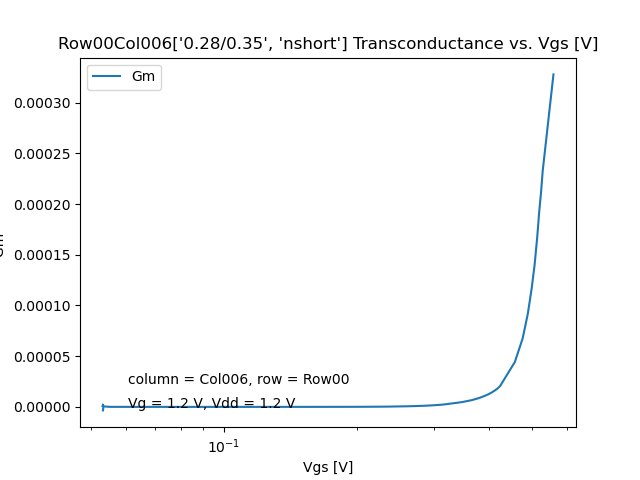 Row00Col006['0.28/0.35', 'nshort'] Transconductance vs. Vgs [V]
Gm
0.00030
0.00025
0.00020
0.00015
0.00010
0.00005
0.00000
column = Col006, row = Row00
Vg = 1.2 V, Vdd = 1.2 V
10⁻¹
Vgs [V]